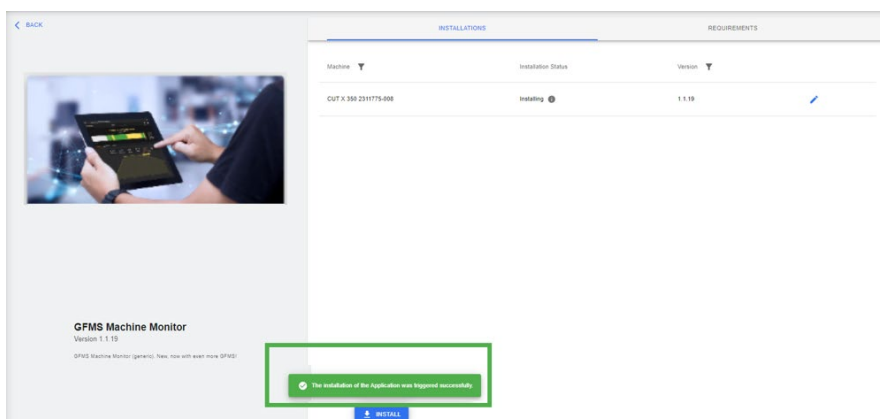 BACK
INSTALLATIONS
REQUIREMENTS
Machine
Installation Status
Version
CUT X 350 2311775-008
Installing
1.1.19
GFMS Machine Monitor
Version 1.1.19
GFMS Machine Monitor (generic). New, now with even more GFMS!
The installation of the Application was triggered successfully.
INSTALL